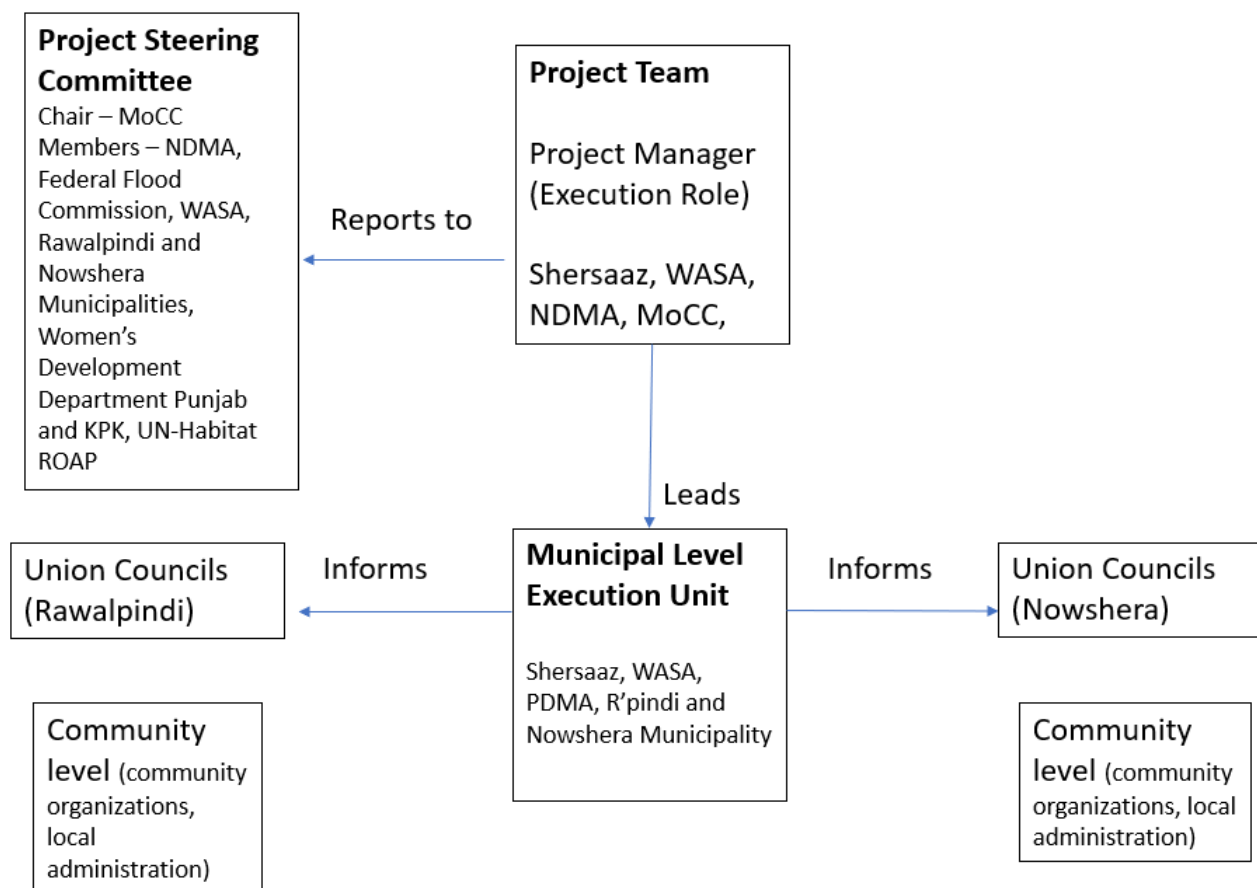 Project Steering
Committee
Chair – MoCC
Members – NDMA,
Federal Flood
Commission, WASA,
Rawalpindi and
Nowshera
Municipalities,
Women’s
Development
Department Punjab
and KPK, UN-Habitat
ROAP
Reports to
Project Team
Project Manager
(Execution Role)
Shersaaz, WASA,
NDMA, MoCC,
Leads
Union Councils
(Rawalpindi)
Informs
Municipal Level
Execution Unit
Shersaaz, WASA,
PDMA, R’pindi and
Nowshera Municipality
Informs
Union Councils
(Nowshera)
Community
level (community
organizations,
local
administration)
Community
level (community
organizations, local
administration)